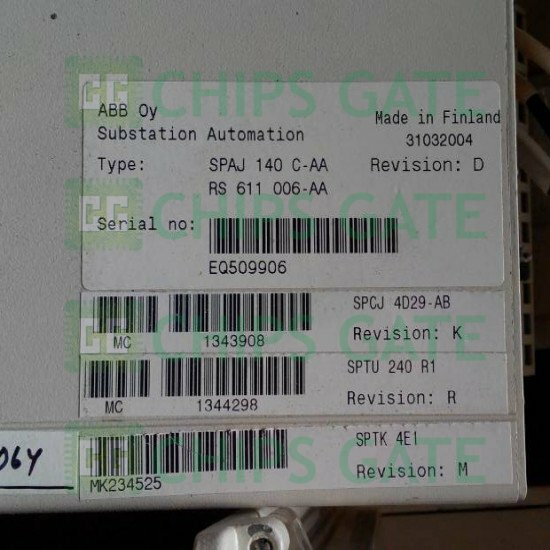 CHIPS GATE
ABB Oy
Substation Automation
Made in Finland
31032004
Type: SPAJ 140 C-AA Revision: D
RS 611 006-AA
CHIPS GATE
Serial no:
EQ509906
MC 1343908
SPCJ 4D29-AB
Revision: K
CHIPS GATE
MC 1344298
SPTU 240 R1
Revision: R
MK234525
SPTK 4E1
Revision: M
CHIPS GATE